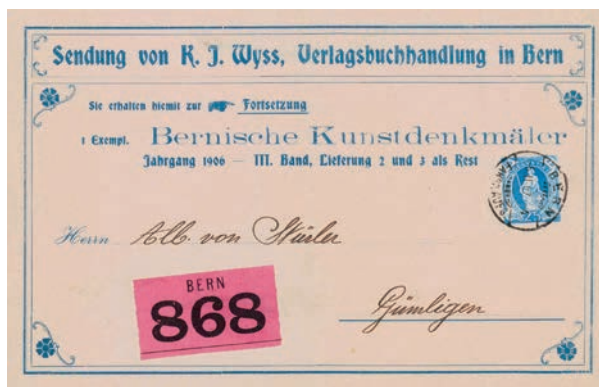 Sendung von K. J. Wyss, Verlagsbuchhandlung in Bern
Sie erhalten hiemit zur Fortsetzung
1 Exempl. Bernische Kunstdenkmäler
Jahrgang 1906 — III. Band, Lieferung 2 und 3 als Rest
BERN
Herrn Alb. von Stürler
BERN
868
Gümligen